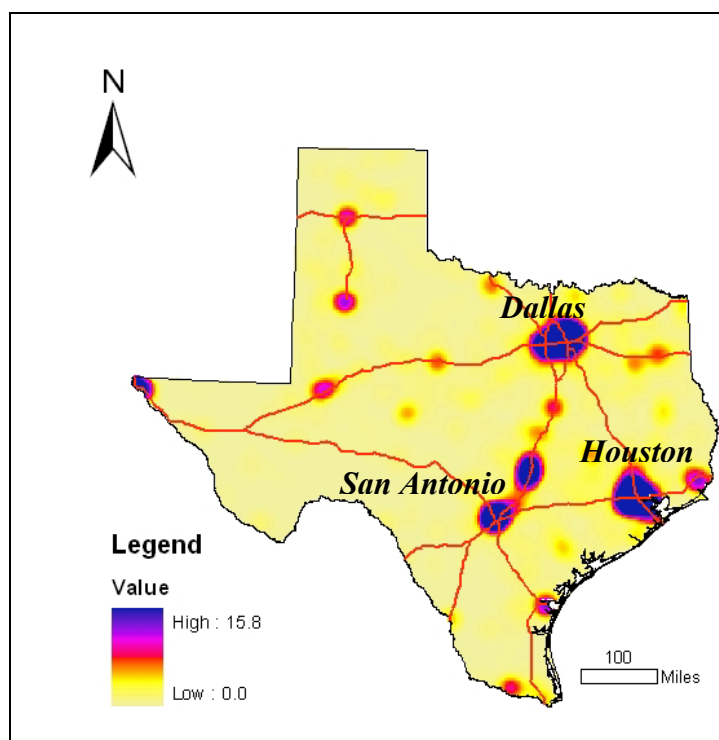 N
Dallas
Houston
San Antonio
Legend
Value
High : 15.8
Low : 0.0
100
Miles